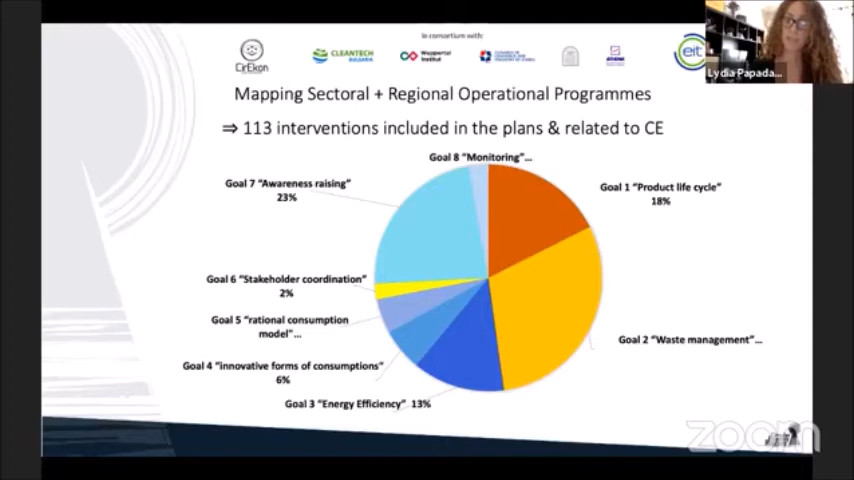 In consortium with:
CirEkon
CLEANTECH
BULGARIA
Wuppertal
Institut
ATHENA
eit
Lydia Papada...
Mapping Sectoral + Regional Operational Programmes
⇒ 113 interventions included in the plans & related to CE
Goal 8 "Monitoring"...
Goal 7 "Awareness raising"
23%
Goal 1 "Product life cycle"
18%
Goal 6 "Stakeholder coordination"
2%
Goal 5 "rational consumption
model"...
Goal 2 "Waste management"...
Goal 4 "innovative forms of consumptions"
6%
Goal 3 "Energy Efficiency" 13%
zoom